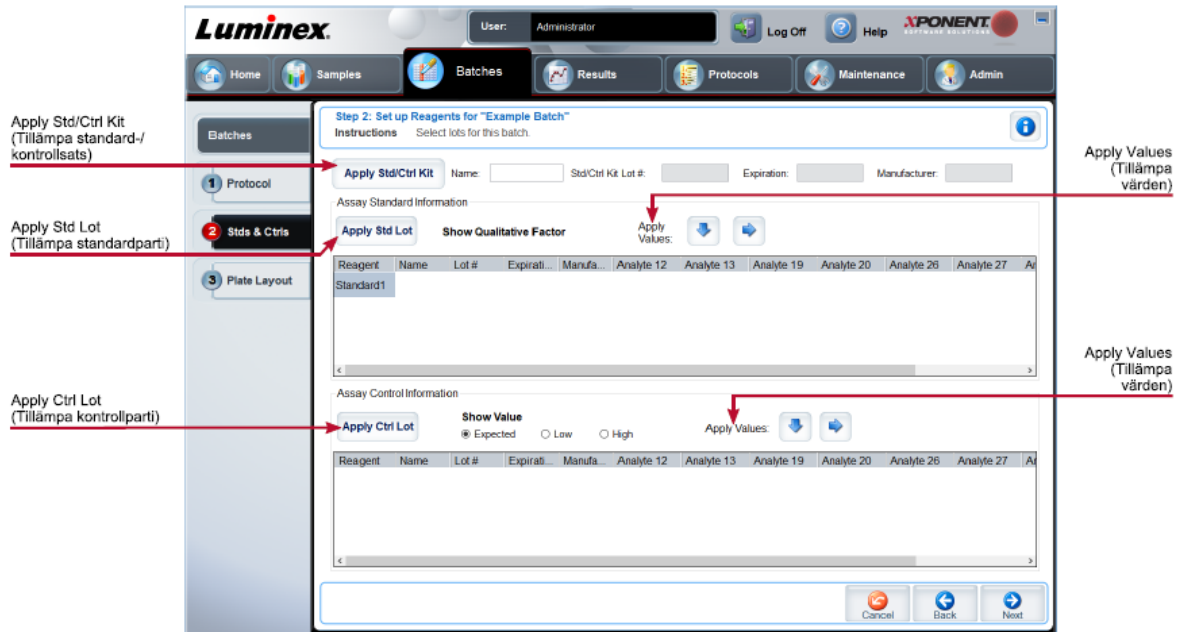 Luminex.
User: Administrator
Log Off
Help
XPONENT.
SOFTWARE SOLUTIONS
Home
Samples
Batches
Results
Protocols
Maintenance
Admin
Apply Std/Ctrl Kit
(Tillämpa standard-/
kontrollsats)
Apply Std Lot
(Tillämpa standardparti)
Apply Ctrl Lot
(Tillämpa kontrollparti)
Batches
1 Protocol
2 Stds & Ctrls
3 Plate Layout
Step 2: Set up Reagents for "Example Batch"
Instructions Select lots for this batch.
Apply Std/Ctrl Kit Name: Std/Ctrl Kit Lot #: Expiration: Manufacturer:
Assay Standard Information
Apply Std Lot Show Qualitative Factor Apply
Values:
Reagent Name Lot # Expirati... Manufa... Analyte 12 Analyte 13 Analyte 19 Analyte 20 Analyte 26 Analyte 27 Ar
Standard1
Assay Control Information
Apply Ctrl Lot
Show Value
Expected Low High
Apply Values:
Reagent Name Lot # Expirati... Manufa... Analyte 12 Analyte 13 Analyte 19 Analyte 20 Analyte 26 Analyte 27 Ar
Cancel
Back
Next
Apply Values
(Tillämpa
värden)
Apply Values
(Tillämpa
värden)